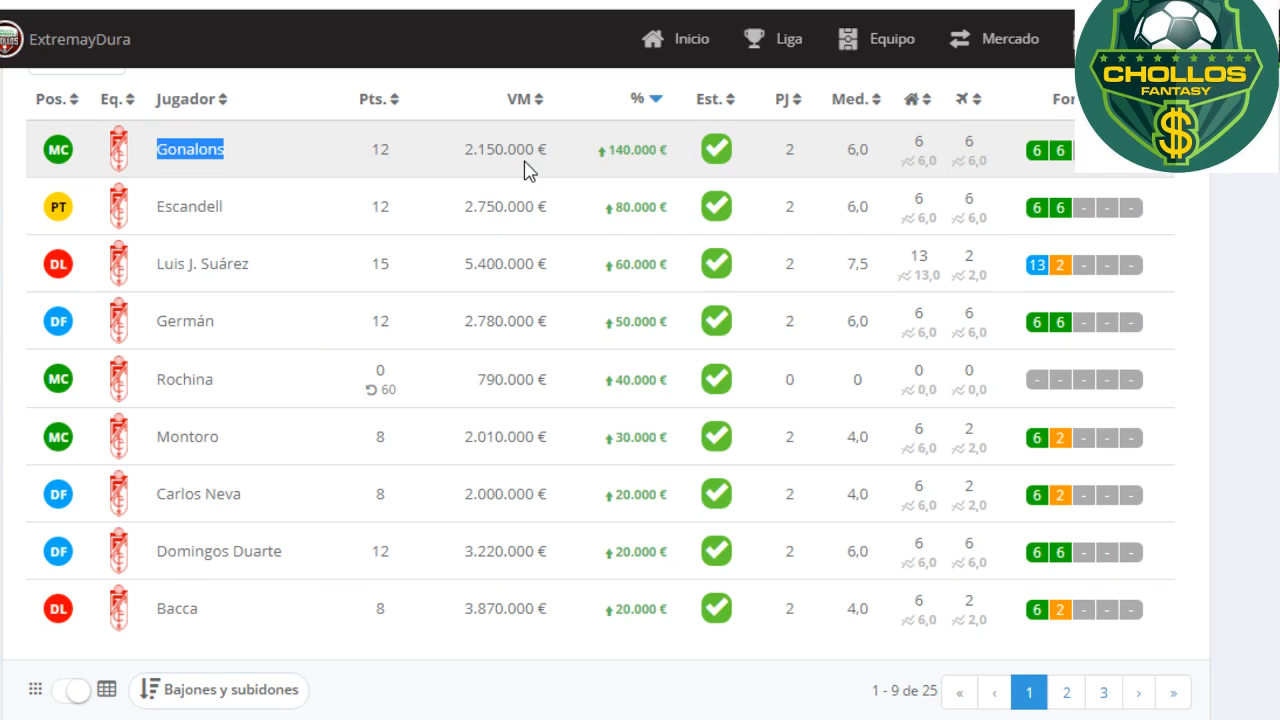 ExtremayDura Inicio Liga Equipo Mercado
CHOLLOS
FANTASY
$
Pos. Eq. Jugador Pts. VM % Est. PJ Med. For
MC Gonalons 12 2.150.000 € 140.000 € 2 6,0 6 6,0 6 6,0 6 6
PT Escandell 12 2.750.000 € 80.000 € 2 6,0 6 6,0 6 6,0 6 6 - - -
DL Luis J. Suárez 15 5.400.000 € 60.000 € 2 7,5 13 13,0 2 2,0 13 2 - - -
DF Germán 12 2.780.000 € 50.000 € 2 6,0 6 6,0 6 6,0 6 6 - - -
MC Rochina 0 60 790.000 € 40.000 € 0 0 0 0,0 0 0,0 - - - - -
MC Montoro 8 2.010.000 € 30.000 € 2 4,0 6 6,0 2 2,0 6 2 - - -
DF Carlos Neva 8 2.000.000 € 20.000 € 2 4,0 6 6,0 2 2,0 6 2 - - -
DF Domingos Duarte 12 3.220.000 € 20.000 € 2 6,0 6 6,0 6 6,0 6 6 - - -
DL Bacca 8 3.870.000 € 20.000 € 2 4,0 6 6,0 2 2,0 6 2 - - -
Bajones y subidones 1 - 9 de 25 « ‹ 1 2 3 › »